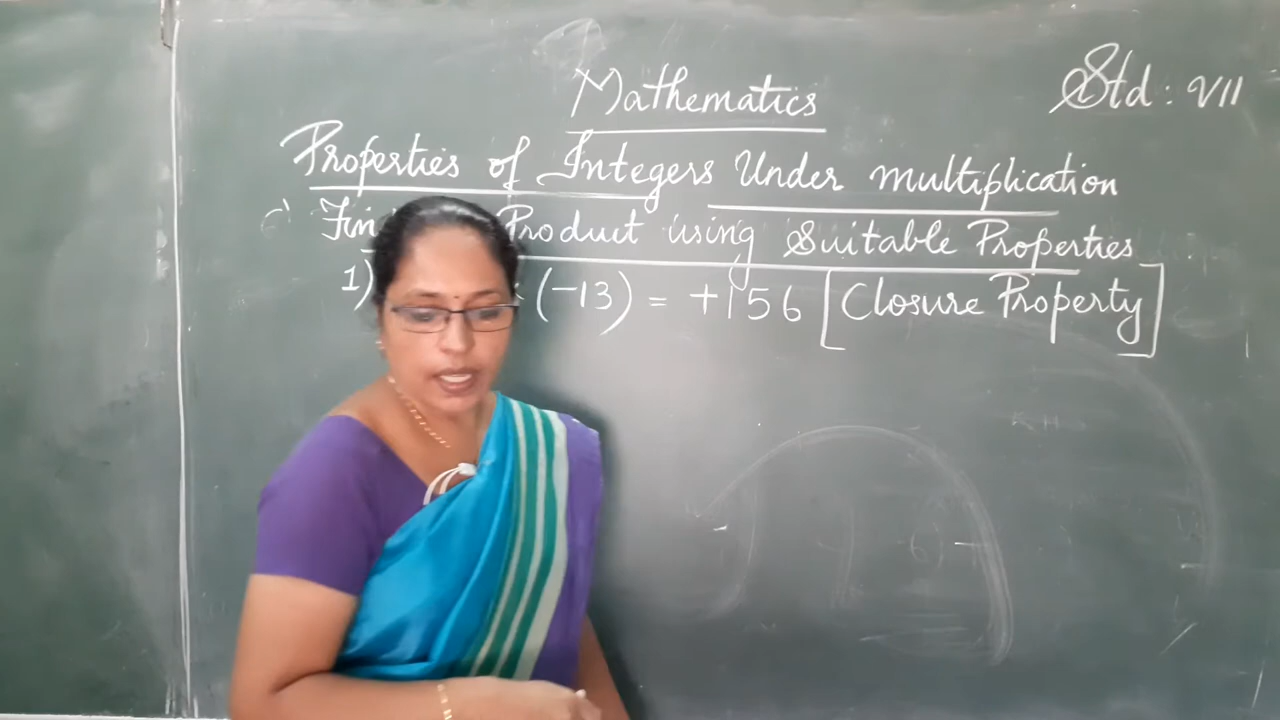 Mathematics
Std: VII
Properties of Integers Under multiplication
Product using Suitable Properties
1) (-13) = +156 [Closure Property]